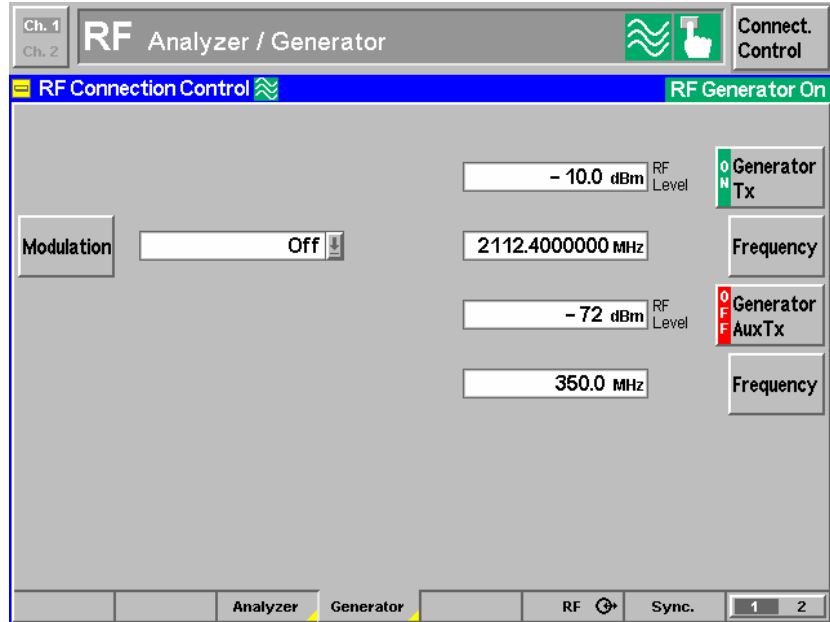 Ch. 1
Ch. 2
RF Analyzer / Generator
Connect.
Control
RF Connection Control
RF Generator On
– 10.0 dBm
RF
Level
ON
Generator
Tx
Modulation
Off
2112.4000000 MHz
Frequency
– 72 dBm
RF
Level
OFF
Generator
AuxTx
350.0 MHz
Frequency
Analyzer
Generator
RF
Sync.
1 2